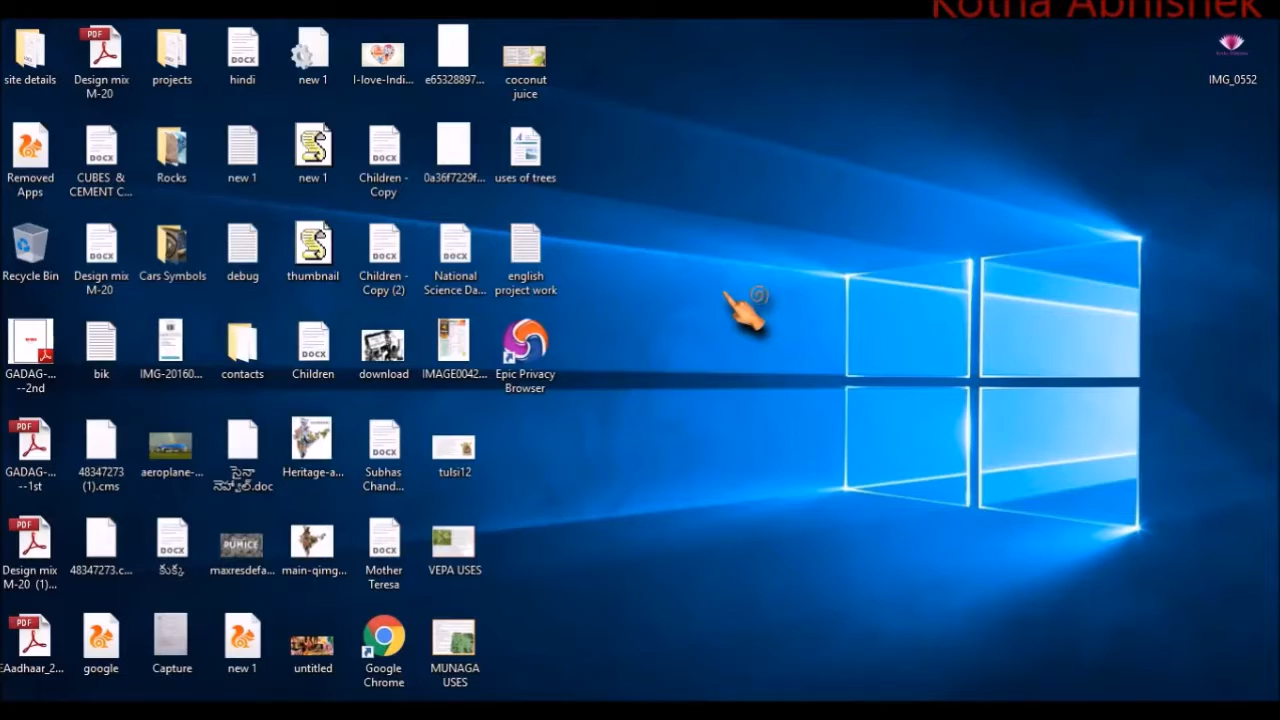 Kotha Abhishek
site details
Design mix
M-20
projects
hindi
new 1
I-love-Indi...
e65328897...
coconut
juice
IMG_0552
Removed
Apps
CUBES &
CEMENT C...
Rocks
new 1
new 1
Children -
Copy
0a36f7229f...
uses of trees
Recycle Bin
Design mix
M-20
Cars Symbols
debug
thumbnail
Children -
Copy (2)
National
Science Da...
english
project work
GADAG-...
--2nd
bik
IMG-20160...
contacts
Children
download
IMAGE0042...
Epic Privacy
Browser
GADAG-...
--1st
48347273
(1).cms
aeroplane-...
సైనా
నెహ్వాల్.doc
Heritage-a...
Subhas
Chand...
tulsi12
Design mix
M-20 (1)...
48347273.c...
కుక్క
maxresdefa...
main-qimg...
Mother
Teresa
VEPA USES
EAadhaar_2...
google
Capture
new 1
untitled
Google
Chrome
MUNAGA
USES